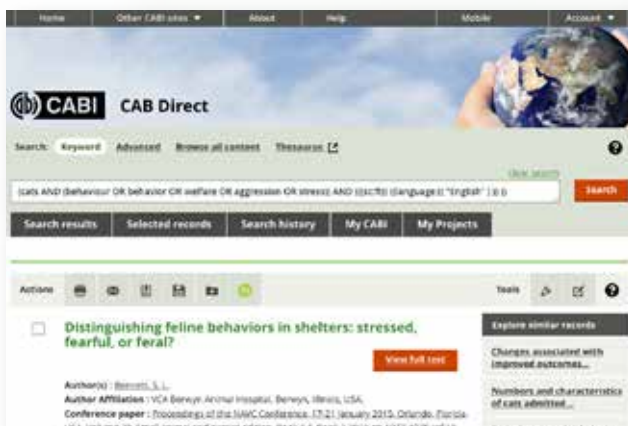 Home Other CABI sites About Help Mobile Account
CABI CAB Direct
Search: Keyword Advanced Browse all content Thesaurus
clear search
(cats AND (behaviour OR behavior OR welfare OR aggression OR stress) AND (((sc:ft)) ((language)( "English"
Search
Search results Selected records Search history My CABI My Projects
Actions Tools
Distinguishing feline behaviors in shelters: stressed,
fearful, or feral?
View full text
Author(s) : Bennett, S. L.
Author Affiliation : VCA Berwyn Animal Hospital, Berwyn, Illinois, USA.
Conference paper : Proceedings of the NAVC Conference, 17-21 January 2015, Orlando, Florida,
Explore similar records
Changes associated with
improved outcomes...
Numbers and characteristics
of cats admitted...